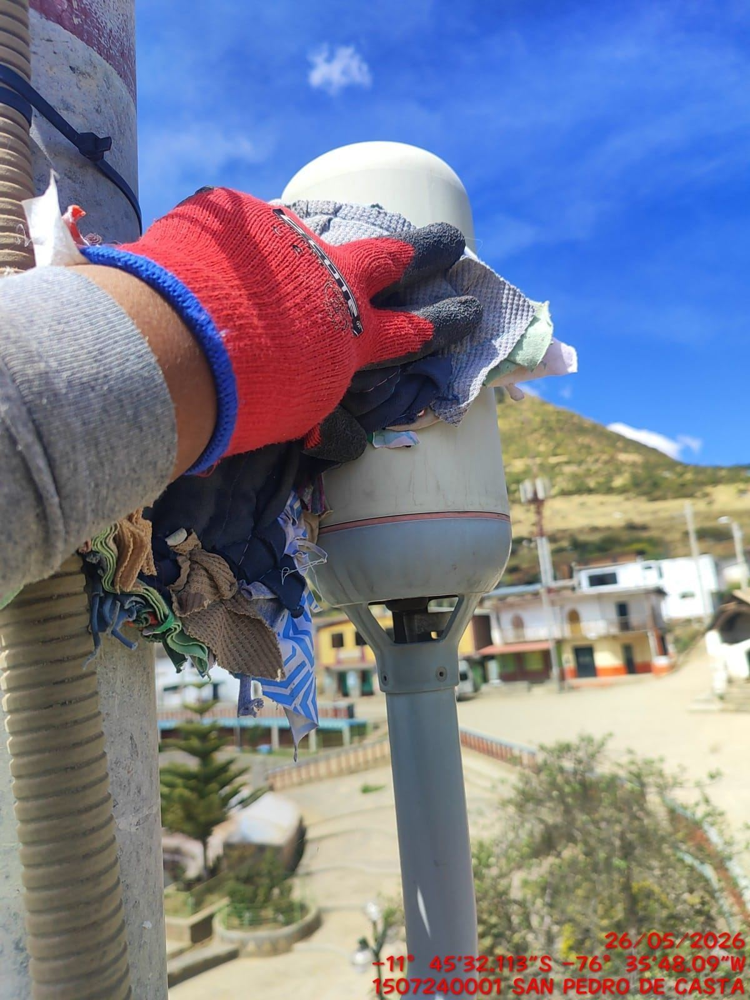 26/05/2026
-11° 45'32.113"S -76° 35'48.09"W
1507240001 SAN PEDRO DE CASTA